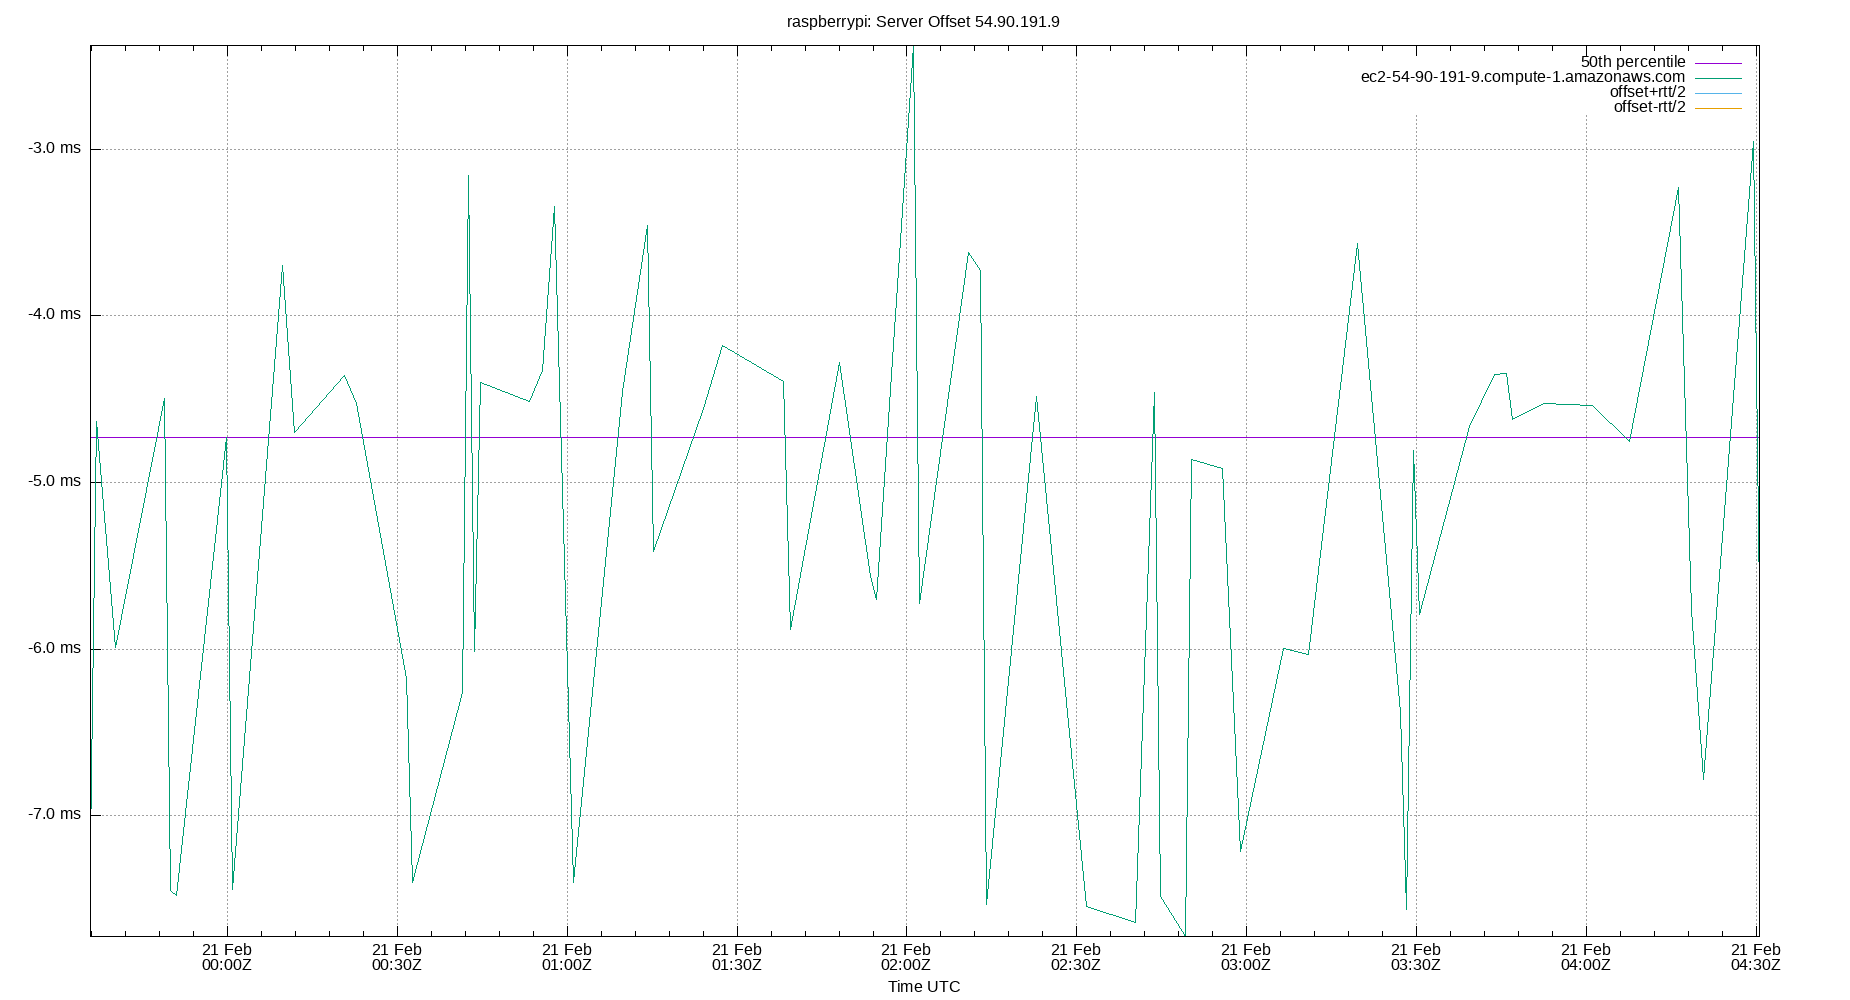 raspberrypi: Server Offset 54.90.191.9
50th percentile
ec2-54-90-191-9.compute-1.amazonaws.com
offset+rtt/2
offset-rtt/2
-3.0 ms
-4.0 ms
-5.0 ms
-6.0 ms
-7.0 ms
21 Feb 21 Feb 21 Feb 21 Feb 21 Feb 21 Feb 21 Feb 21 Feb 21 Feb 21 Feb
00:00Z 00:30Z 01:00Z 01:30Z 02:00Z 02:30Z 03:00Z 03:30Z 04:00Z 04:30Z
Time UTC